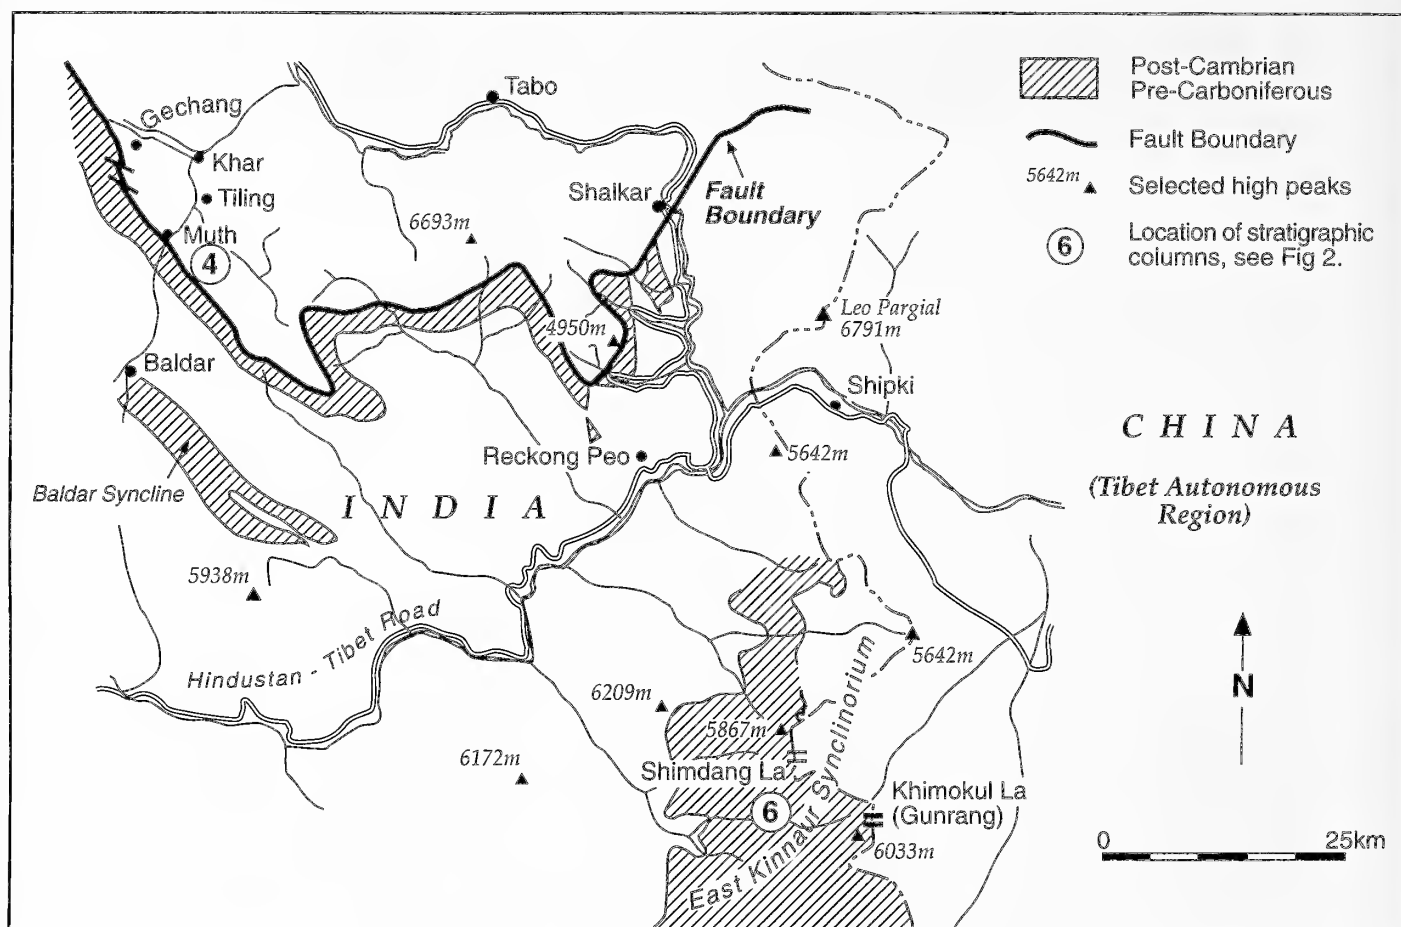 Post-Cambrian
Pre-Carboniferous
Fault Boundary
5642m
Selected high peaks
6
Location of stratigraphic
columns, see Fig 2.
Tabo
Gechang
Khar
Tiling
Muth
4
6693m
Shalkar
Fault
Boundary
Leo Pargial
6791m
4950m
Baldar
Shipki
CHINA
(Tibet Autonomous
Region)
Reckong Peo
5642m
Baldar Syncline
INDIA
5938m
Hindustan - Tibet Road
5642m
6209m
5867m
6172m
Shimdang La
6
East Kinnaur Synclinorium
Khimokul La
(Gunrang)
6033m
N
0 25km